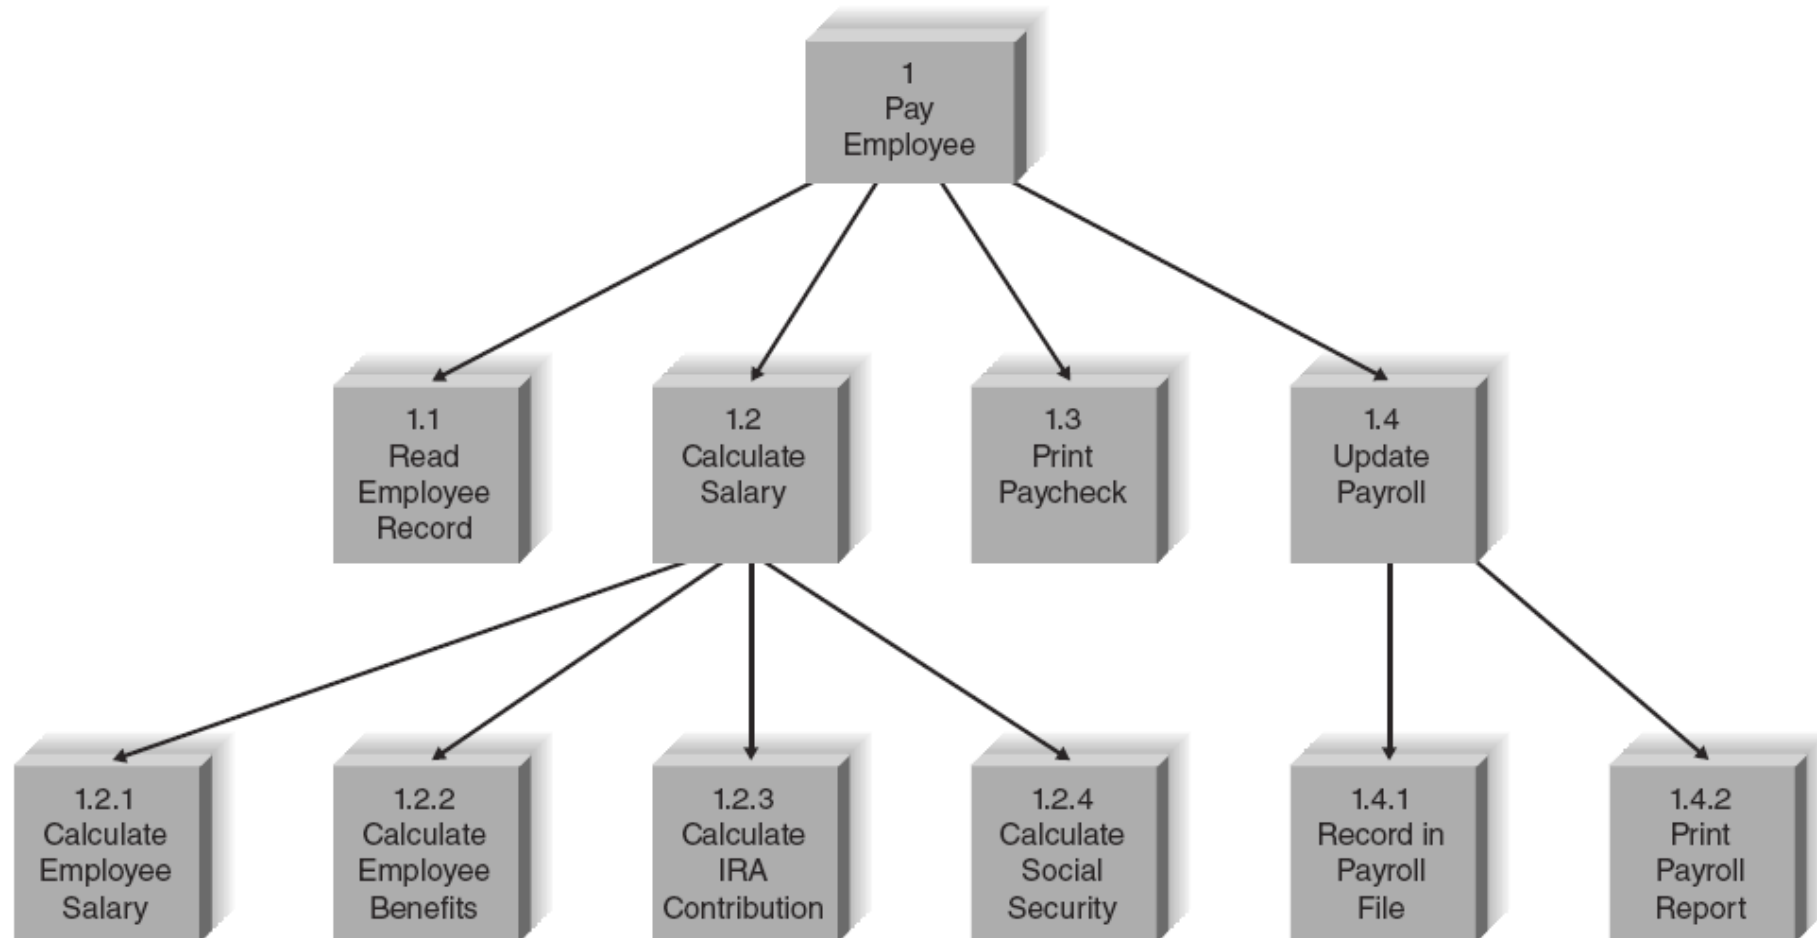 1
Pay
Employee
1.1
Read
Employee
Record
1.2
Calculate
Salary
1.3
Print
Paycheck
1.4
Update
Payroll
1.2.1
Calculate
Employee
Salary
1.2.2
Calculate
Employee
Benefits
1.2.3
Calculate
IRA
Contribution
1.2.4
Calculate
Social
Security
1.4.1
Record in
Payroll
File
1.4.2
Print
Payroll
Report